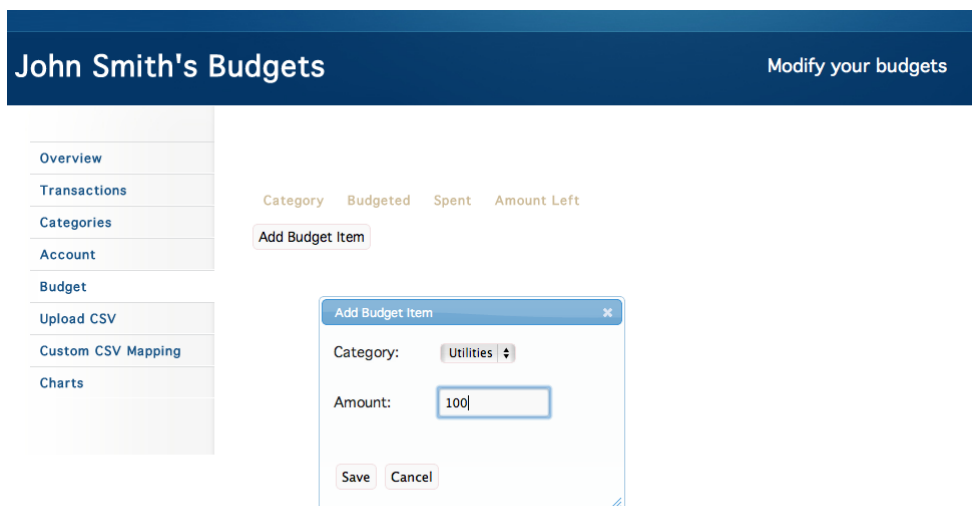 John Smith's Budgets
Modify your budgets
Overview
Transactions
Categories
Account
Budget
Upload CSV
Custom CSV Mapping
Charts
Category Budgeted Spent Amount Left
Add Budget Item
Add Budget Item
Category: Utilities
Amount: 100
Save Cancel